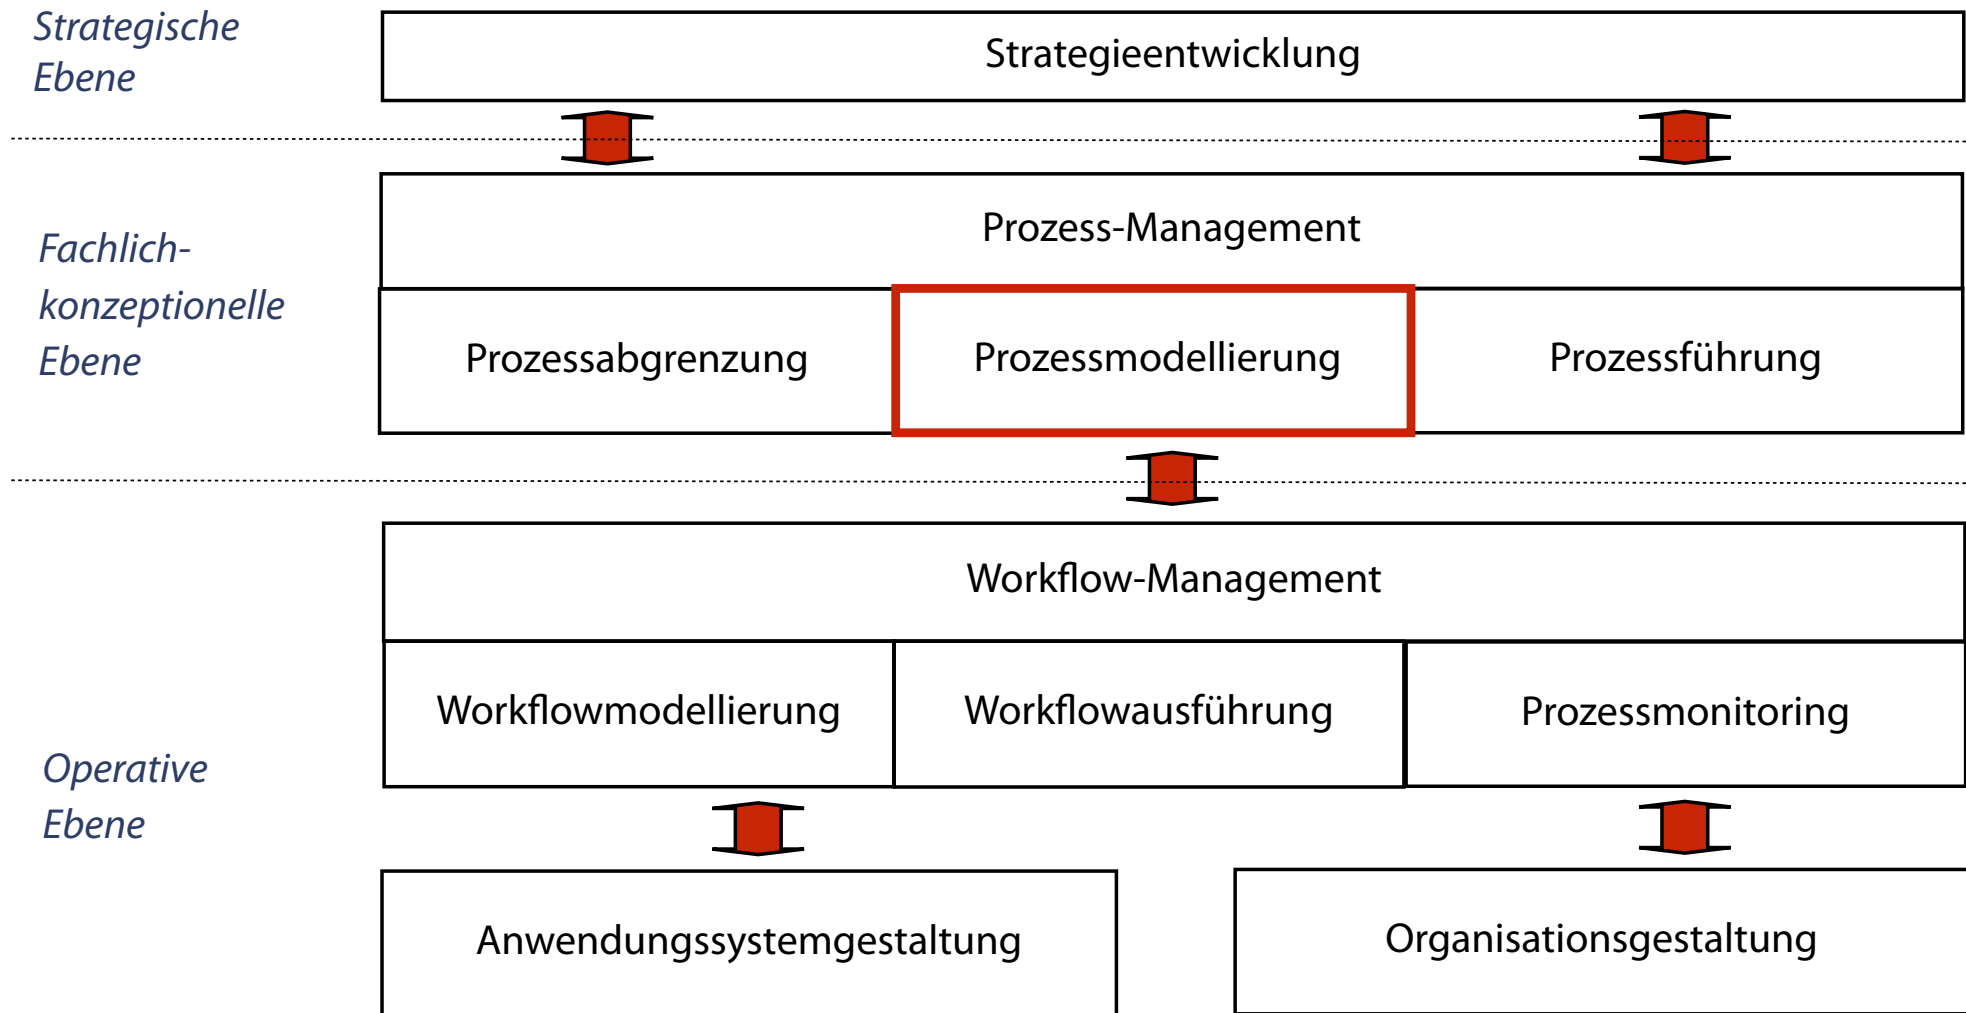 Strategische
Ebene
Strategieentwicklung
Fachlich-
konzeptionelle
Ebene
Prozess-Management
Prozessabgrenzung
Prozessmodellierung
Prozessführung
Operative
Ebene
Workflow-Management
Workflowmodellierung
Workflowausführung
Prozessmonitoring
Anwendungssystemgestaltung
Organisationsgestaltung